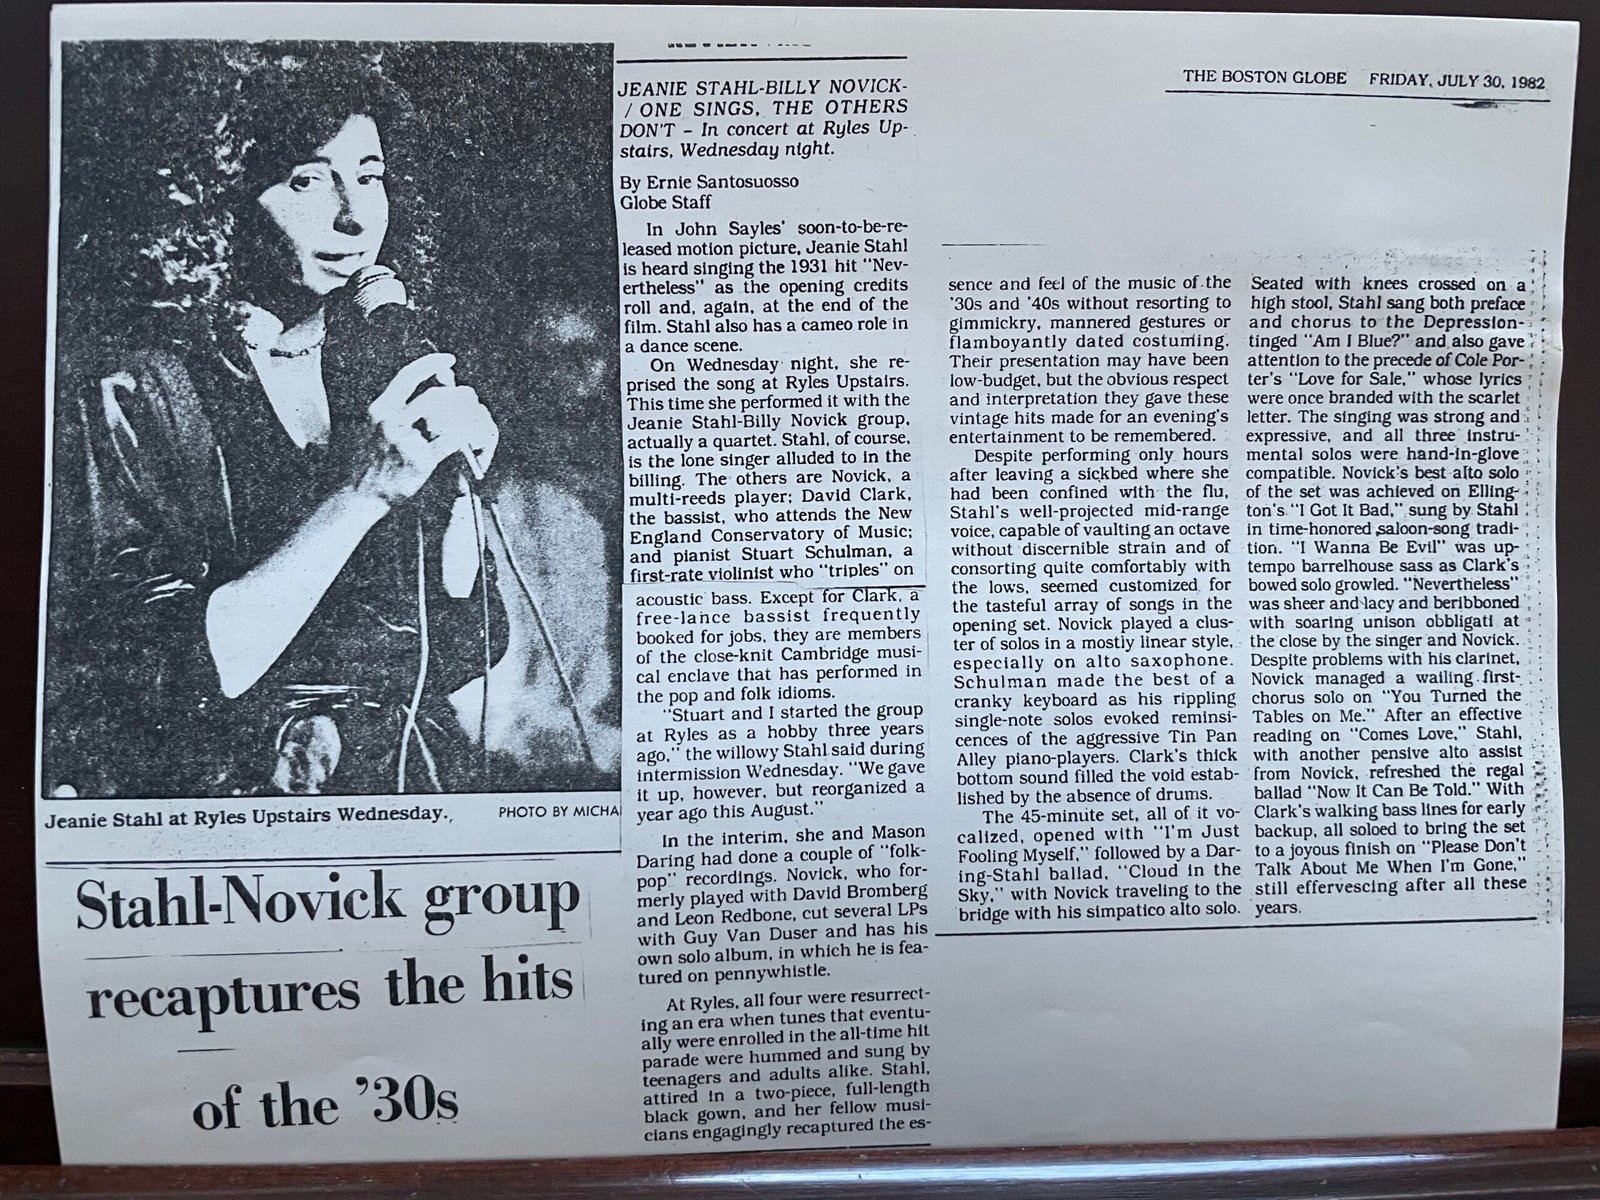 THE BOSTON GLOBE FRIDAY, JULY 30, 1982
Jeanie Stahl at Ryles Upstairs Wednesday.
PHOTO BY MICHA
Stahl-Novick group
recaptures the hits
of the '30s
JEANIE STAHL-BILLY NOVICK-
/ ONE SINGS, THE OTHERS
DON'T – In concert at Ryles Up-
stairs, Wednesday night.
By Ernie Santosuosso
Globe Staff
In John Sayles' soon-to-be-re-
leased motion picture, Jeanie Stahl
is heard singing the 1931 hit "Nev-
ertheless" as the opening credits
roll and, again, at the end of the
film. Stahl also has a cameo role in
a dance scene.
On Wednesday night, she re-
prised the song at Ryles Upstairs.
This time she performed it with the
Jeanie Stahl-Billy Novick group,
actually a quartet. Stahl, of course,
is the lone singer alluded to in the
billing. The others are Novick, a
multi-reeds player; David Clark,
the bassist, who attends the New
England Conservatory of Music;
and pianist Stuart Schulman, a
first-rate violinist who "triples" on
acoustic bass. Except for Clark, a
free-lance bassist frequently
booked for jobs, they are members
of the close-knit Cambridge musi-
cal enclave that has performed in
the pop and folk idioms.
"Stuart and I started the group
at Ryles as a hobby three years
ago," the willowy Stahl said during
intermission Wednesday. "We gave
it up, however, but reorganized a
year ago this August."
In the interim, she and Mason
Daring had done a couple of "folk-
pop" recordings. Novick, who for-
merly played with David Bromberg
and Leon Redbone, cut several LPs
with Guy Van Duser and has his
own solo album, in which he is fea-
tured on pennywhistle.
At Ryles, all four were resurrect-
ing an era when tunes that eventu-
ally were enrolled in the all-time hit
parade were hummed and sung by
teenagers and adults alike. Stahl,
attired in a two-piece, full-length
black gown, and her fellow musi-
cians engagingly recaptured the es-
sence and feel of the music of the
'30s and '40s without resorting to
gimmickry, mannered gestures or
flamboyantly dated costuming.
Their presentation may have been
low-budget, but the obvious respect
and interpretation they gave these
vintage hits made for an evening's
entertainment to be remembered.
Despite performing only hours
after leaving a sickbed where she
had been confined with the flu,
Stahl's well-projected mid-range
voice, capable of vaulting an octave
without discernible strain and of
consorting quite comfortably with
the lows, seemed customized for
the tasteful array of songs in the
opening set. Novick played a clus-
ter of solos in a mostly linear style,
especially on alto saxophone.
Schulman made the best of a
cranky keyboard as his rippling
single-note solos evoked reminsi-
cences of the aggressive Tin Pan
Alley piano-players. Clark's thick
bottom sound filled the void estab-
lished by the absence of drums.
The 45-minute set, all of it vo-
calized, opened with "I'm Just
Fooling Myself," followed by a Dar-
ing-Stahl ballad, "Cloud in the
Sky," with Novick traveling to the
bridge with his simpatico alto solo.
Seated with knees crossed on a
high stool, Stahl sang both preface
and chorus to the Depression-
tinged "Am I Blue?" and also gave
attention to the precede of Cole Por-
ter's "Love for Sale," whose lyrics
were once branded with the scarlet
letter. The singing was strong and
expressive, and all three instru-
mental solos were hand-in-glove
compatible. Novick's best alto solo
of the set was achieved on Elling-
ton's "I Got It Bad," sung by Stahl
in time-honored saloon-song tradi-
tion. "I Wanna Be Evil" was up-
tempo barrelhouse sass as Clark's
bowed solo growled. "Nevertheless"
was sheer and lacy and beribboned
with soaring unison obbligati at
the close by the singer and Novick.
Despite problems with his clarinet,
Novick managed a wailing first-
chorus solo on "You Turned the
Tables on Me." After an effective
reading on "Comes Love," Stahl,
with another pensive alto assist
from Novick, refreshed the regal
ballad "Now It Can Be Told." With
Clark's walking bass lines for early
backup, all soloed to bring the set
to a joyous finish on "Please Don't
Talk About Me When I'm Gone,"
still effervescing after all these
years.